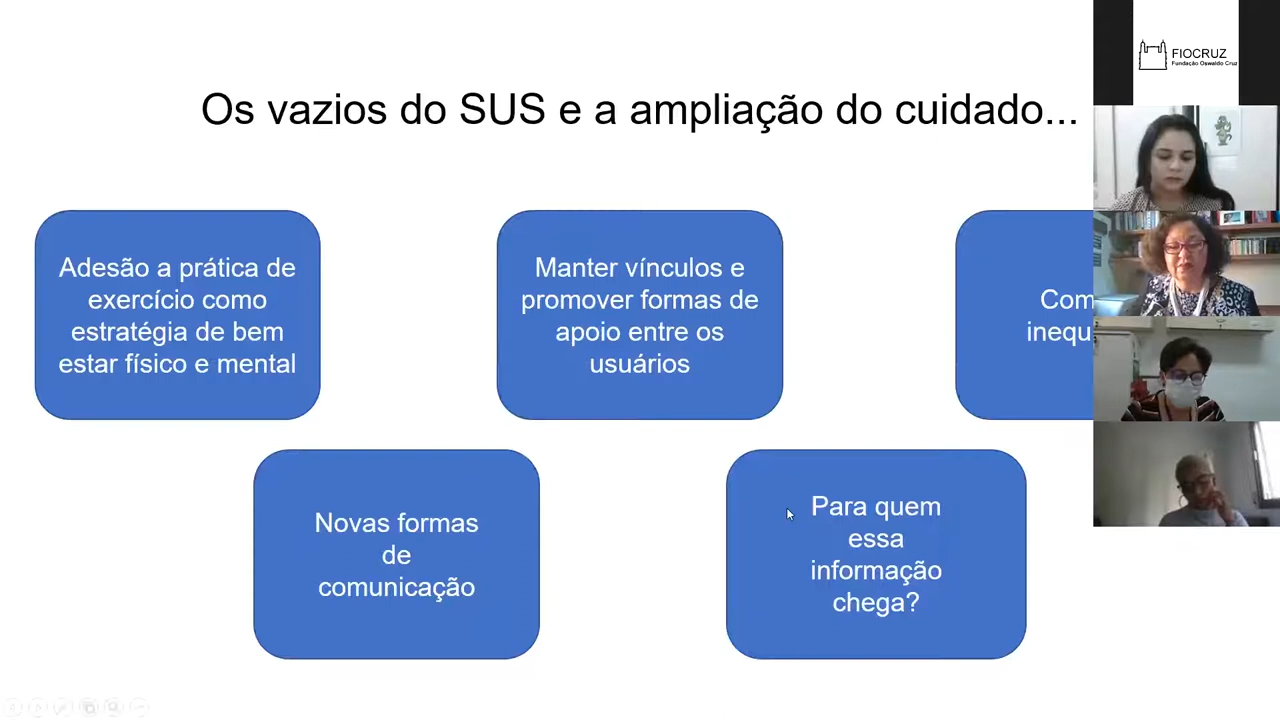 Os vazios do SUS e a ampliação do cuidado...
Adesão a prática de
exercício como
estratégia de bem
estar físico e mental
Manter vínculos e
promover formas de
apoio entre os
usuários
Novas formas
de
comunicação
Para quem
essa
informação
chega?
FIOCRUZ
Fundação Oswaldo Cruz